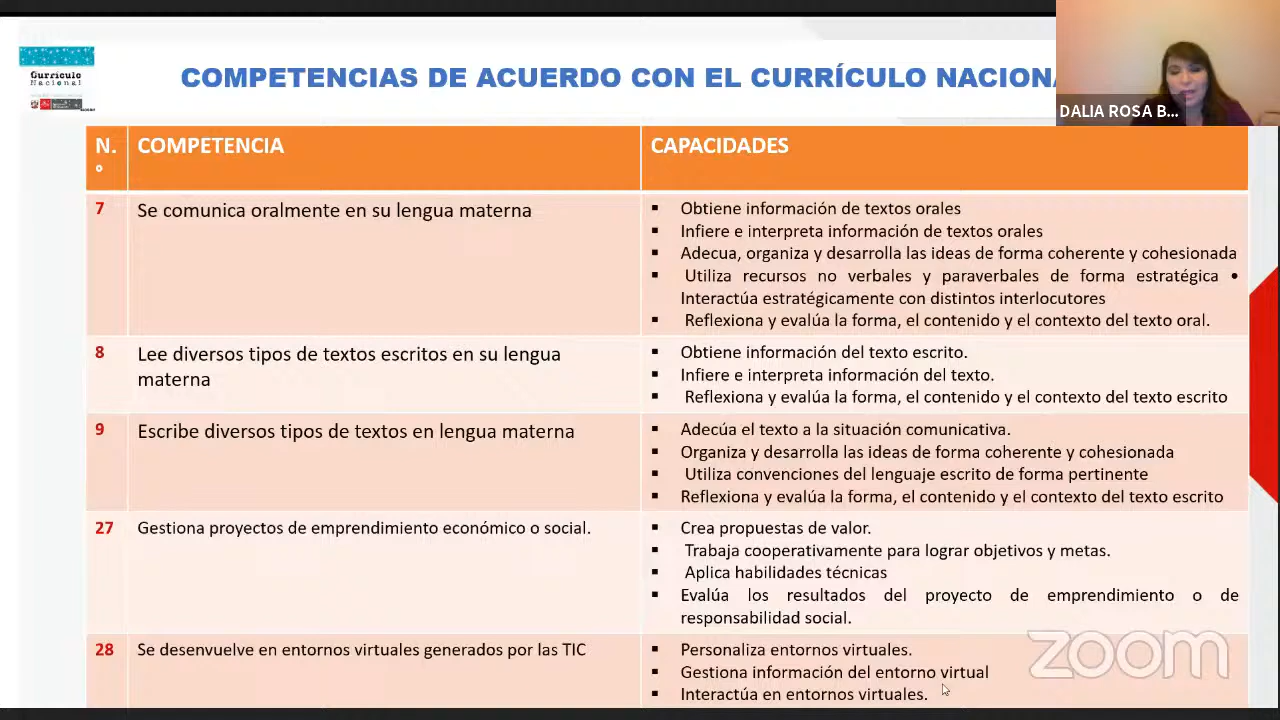 Currículo
Nacional
COMPETENCIAS DE ACUERDO CON EL CURRÍCULO NACIONA
DALIA ROSA B...
N.° COMPETENCIA CAPACIDADES
7 Se comunica oralmente en su lengua materna
▪ Obtiene información de textos orales
▪ Infiere e interpreta información de textos orales
▪ Adecua, organiza y desarrolla las ideas de forma coherente y cohesionada
▪ Utiliza recursos no verbales y paraverbales de forma estratégica •
Interactúa estratégicamente con distintos interlocutores
▪ Reflexiona y evalúa la forma, el contenido y el contexto del texto oral.
8 Lee diversos tipos de textos escritos en su lengua
materna
▪ Obtiene información del texto escrito.
▪ Infiere e interpreta información del texto.
▪ Reflexiona y evalúa la forma, el contenido y el contexto del texto escrito
9 Escribe diversos tipos de textos en lengua materna
▪ Adecúa el texto a la situación comunicativa.
▪ Organiza y desarrolla las ideas de forma coherente y cohesionada
▪ Utiliza convenciones del lenguaje escrito de forma pertinente
▪ Reflexiona y evalúa la forma, el contenido y el contexto del texto escrito
27 Gestiona proyectos de emprendimiento económico o social.
▪ Crea propuestas de valor.
▪ Trabaja cooperativamente para lograr objetivos y metas.
▪ Aplica habilidades técnicas
▪ Evalúa los resultados del proyecto de emprendimiento o de
responsabilidad social.
28 Se desenvuelve en entornos virtuales generados por las TIC
▪ Personaliza entornos virtuales.
▪ Gestiona información del entorno virtual
▪ Interactúa en entornos virtuales.
zoom